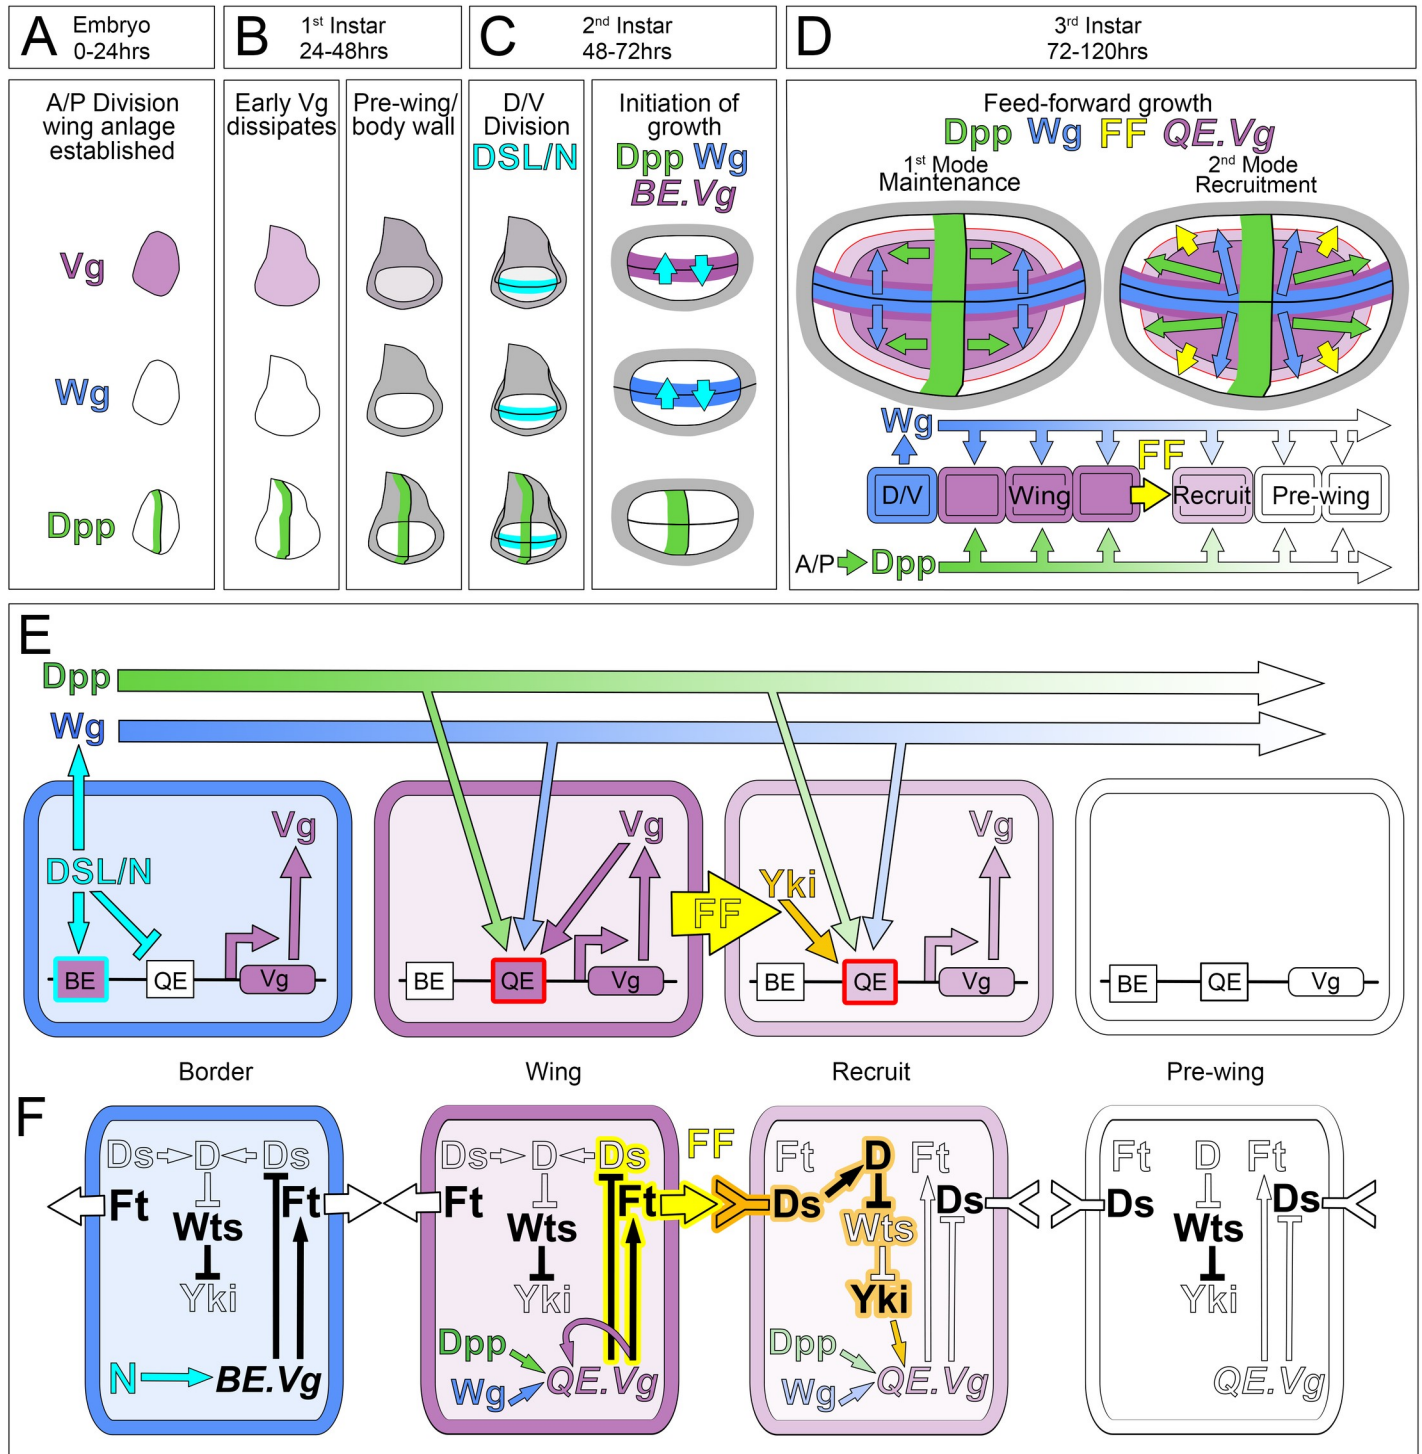 A
Embryo
0-24hrs
B
1st Instar
24-48hrs
C
2nd Instar
48-72hrs
D
3rd Instar
72-120hrs
A/P Division
wing anlage
established
Early Vg
dissipates
Pre-wing/
body wall
D/V
Division
DSL/N
Initiation of
growth
Dpp Wg
BE.Vg
Feed-forward growth
Dpp Wg FF QE.Vg
1st Mode
Maintenance
2nd Mode
Recruitment
Vg
Wg
Dpp
Wg
FF
D/V
Wing
Recruit
Pre-wing
A/P
Dpp
E
Dpp
Wg
DSL/N
Vg
BE
QE
Vg
Vg
BE
QE
Vg
FF
Yki
Vg
BE
QE
Vg
BE
QE
Vg
Border
Wing
Recruit
Pre-wing
F
Ds D Ds
Ft
Ft
Wts
Yki
N
BE.Vg
Ds D Ds
FF
Ft
Ft
Wts
Yki
Dpp
Wg
QE.Vg
Ft
D
Ft
Ds
Ds
Wts
Yki
Dpp
Wg
QE.Vg
Ft
D
Ft
Ds
Ds
Wts
Yki
QE.Vg